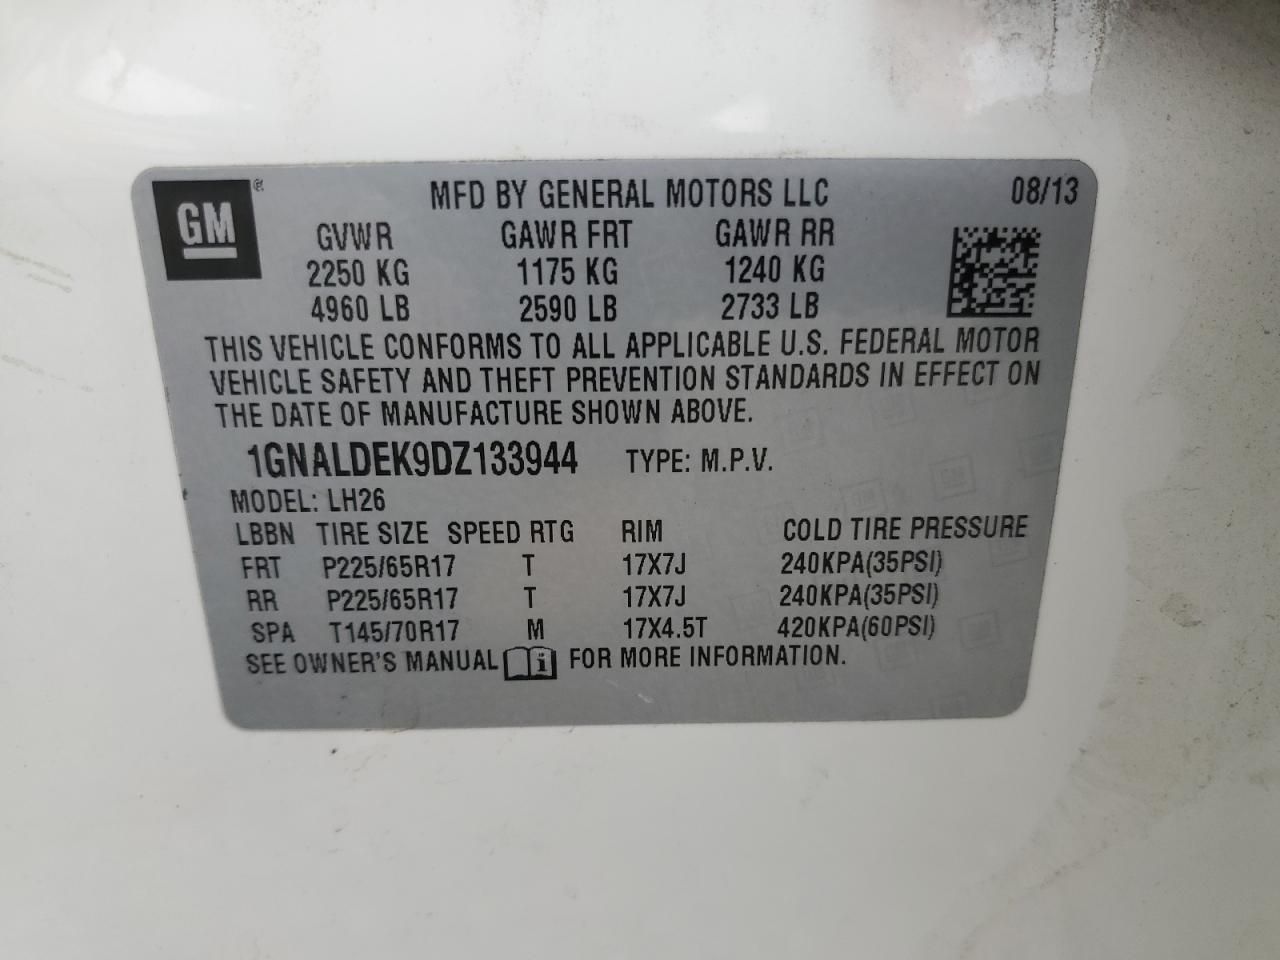 GM ® MFD BY GENERAL MOTORS LLC 08/13
GVWR GAWR FRT GAWR RR
2250 KG 1175 KG 1240 KG
4960 LB 2590 LB 2733 LB
THIS VEHICLE CONFORMS TO ALL APPLICABLE U.S. FEDERAL MOTOR
VEHICLE SAFETY AND THEFT PREVENTION STANDARDS IN EFFECT ON
THE DATE OF MANUFACTURE SHOWN ABOVE.
1GNALDEK9DZ133944 TYPE: M.P.V.
MODEL: LH26
LBBN TIRE SIZE SPEED RTG RIM COLD TIRE PRESSURE
FRT P225/65R17 T 17X7J 240KPA(35PSI)
RR P225/65R17 T 17X7J 240KPA(35PSI)
SPA T145/70R17 M 17X4.5T 420KPA(60PSI)
SEE OWNER'S MANUAL i FOR MORE INFORMATION.